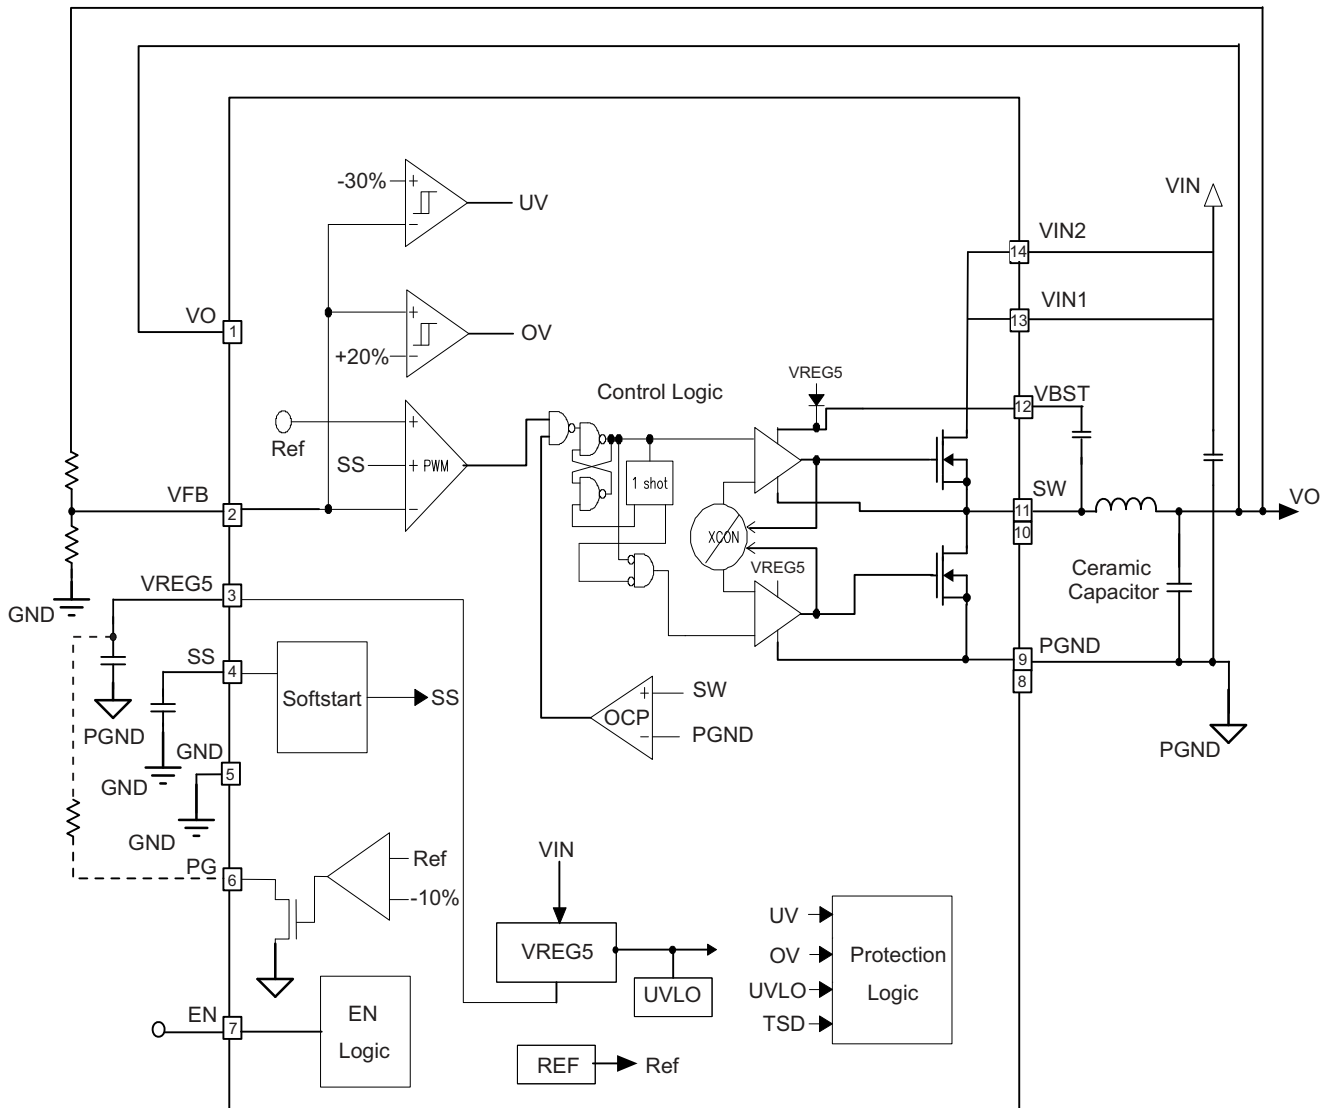 -30%
+
-
UV
VIN
14
VIN2
VO
1
+
+20%
-
OV
13
VIN1
Control Logic
VREG5
12
VBST
Ref
+
SS
+
PWM
-
1 shot
VFB
2
XCON
SW
11
10
VO
VREG5
Ceramic
Capacitor
GND
VREG5
3
SS
4
Softstart
SS
PGND
9
8
+
SW
OCP
-
PGND
PGND
GND
GND
5
PGND
GND
PG
6
Ref
-10%
VIN
VREG5
UVLO
UV
OV
UVLO
TSD
Protection
Logic
EN
7
EN
Logic
REF
Ref